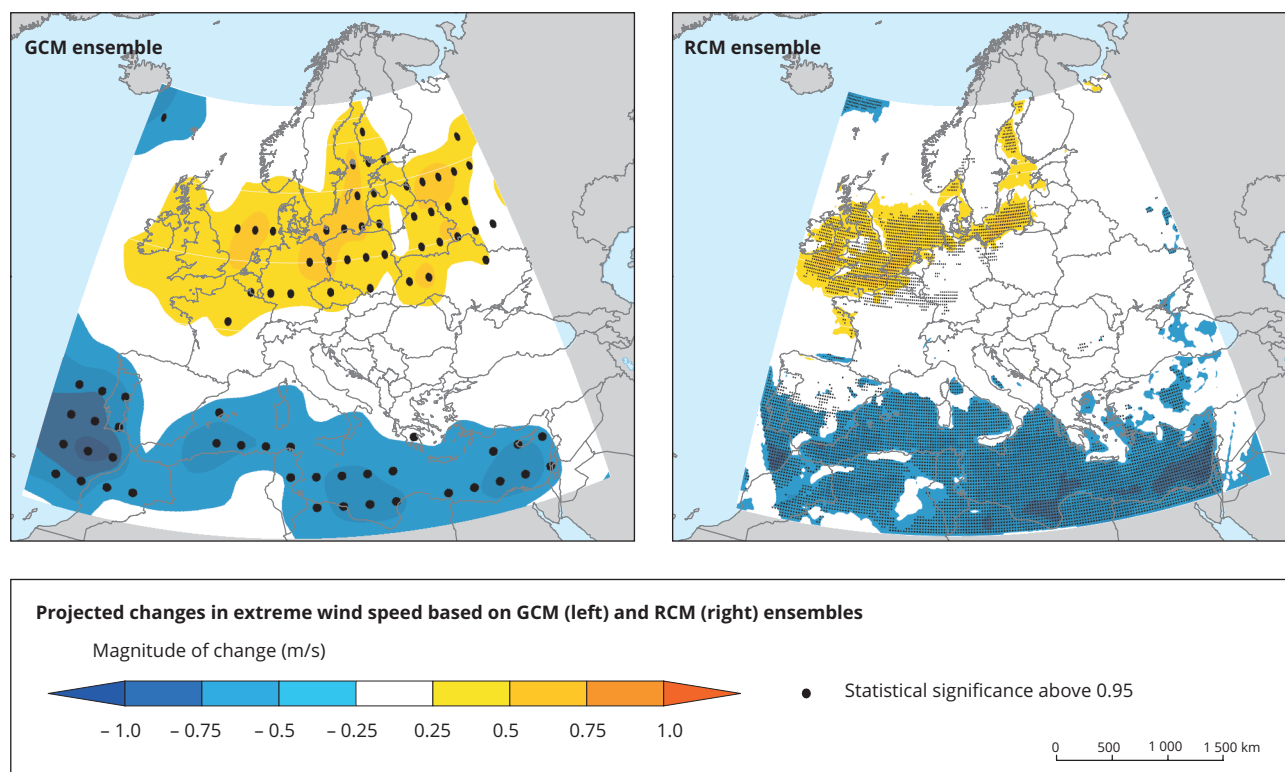 GCM ensemble
RCM ensemble
Projected changes in extreme wind speed based on GCM (left) and RCM (right) ensembles
Magnitude of change (m/s)
Statistical significance above 0.95
– 1.0 – 0.75 – 0.5 – 0.25 0.25 0.5 0.75 1.0
0 500 1 000 1 500 km